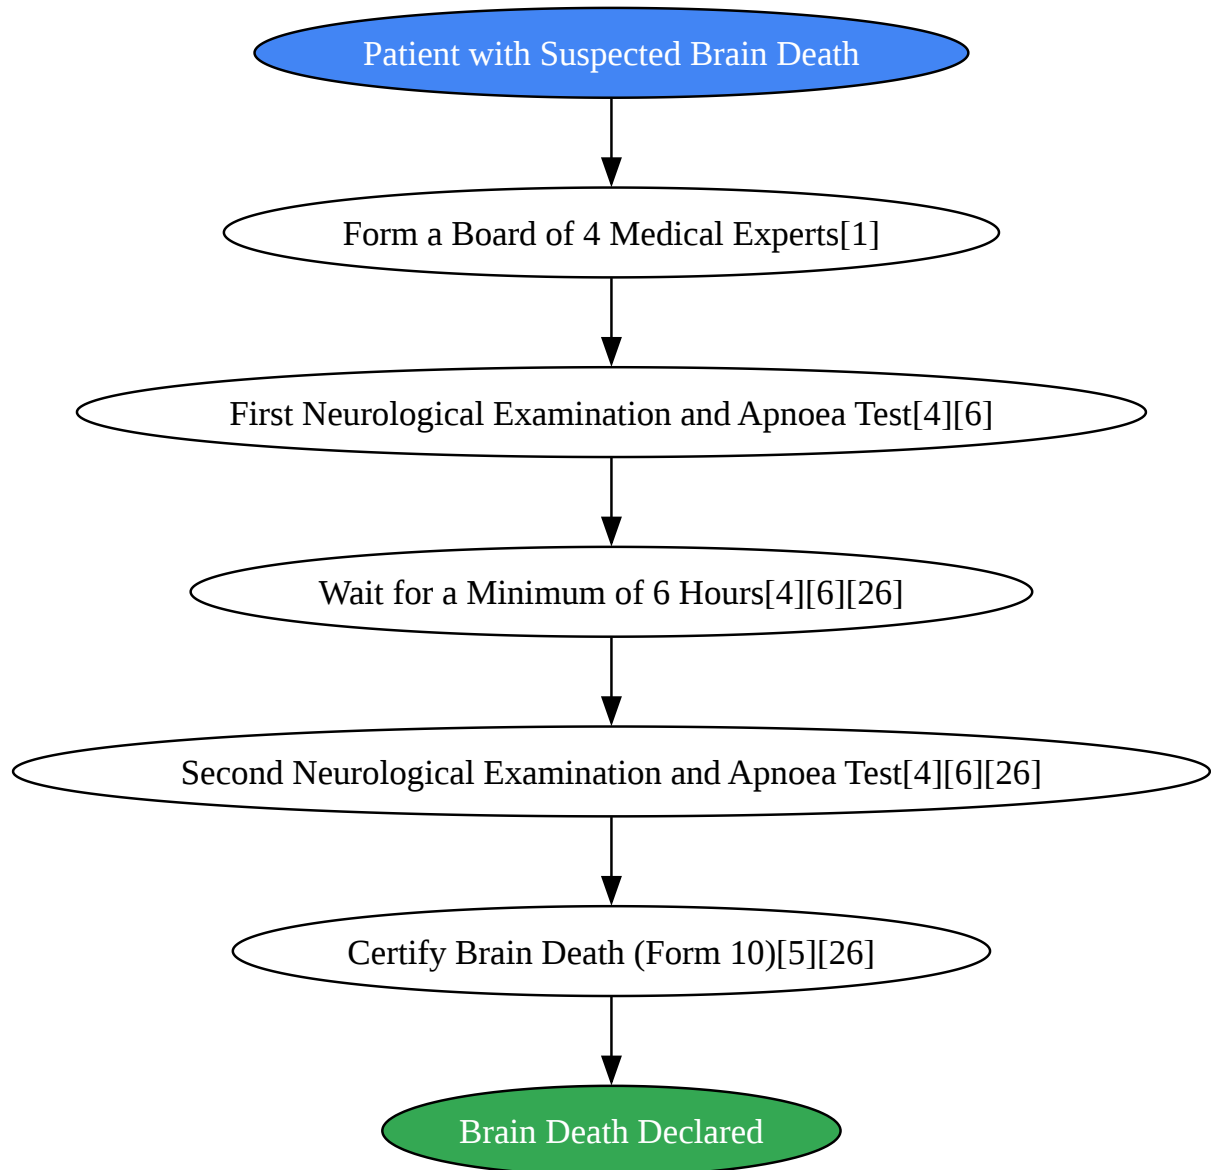 Patient with Suspected Brain Death
Form a Board of 4 Medical Experts[1]
First Neurological Examination and Apnoea Test[4][6]
Wait for a Minimum of 6 Hours[4][6][26]
Second Neurological Examination and Apnoea Test[4][6][26]
Certify Brain Death (Form 10)[5][26]
Brain Death Declared